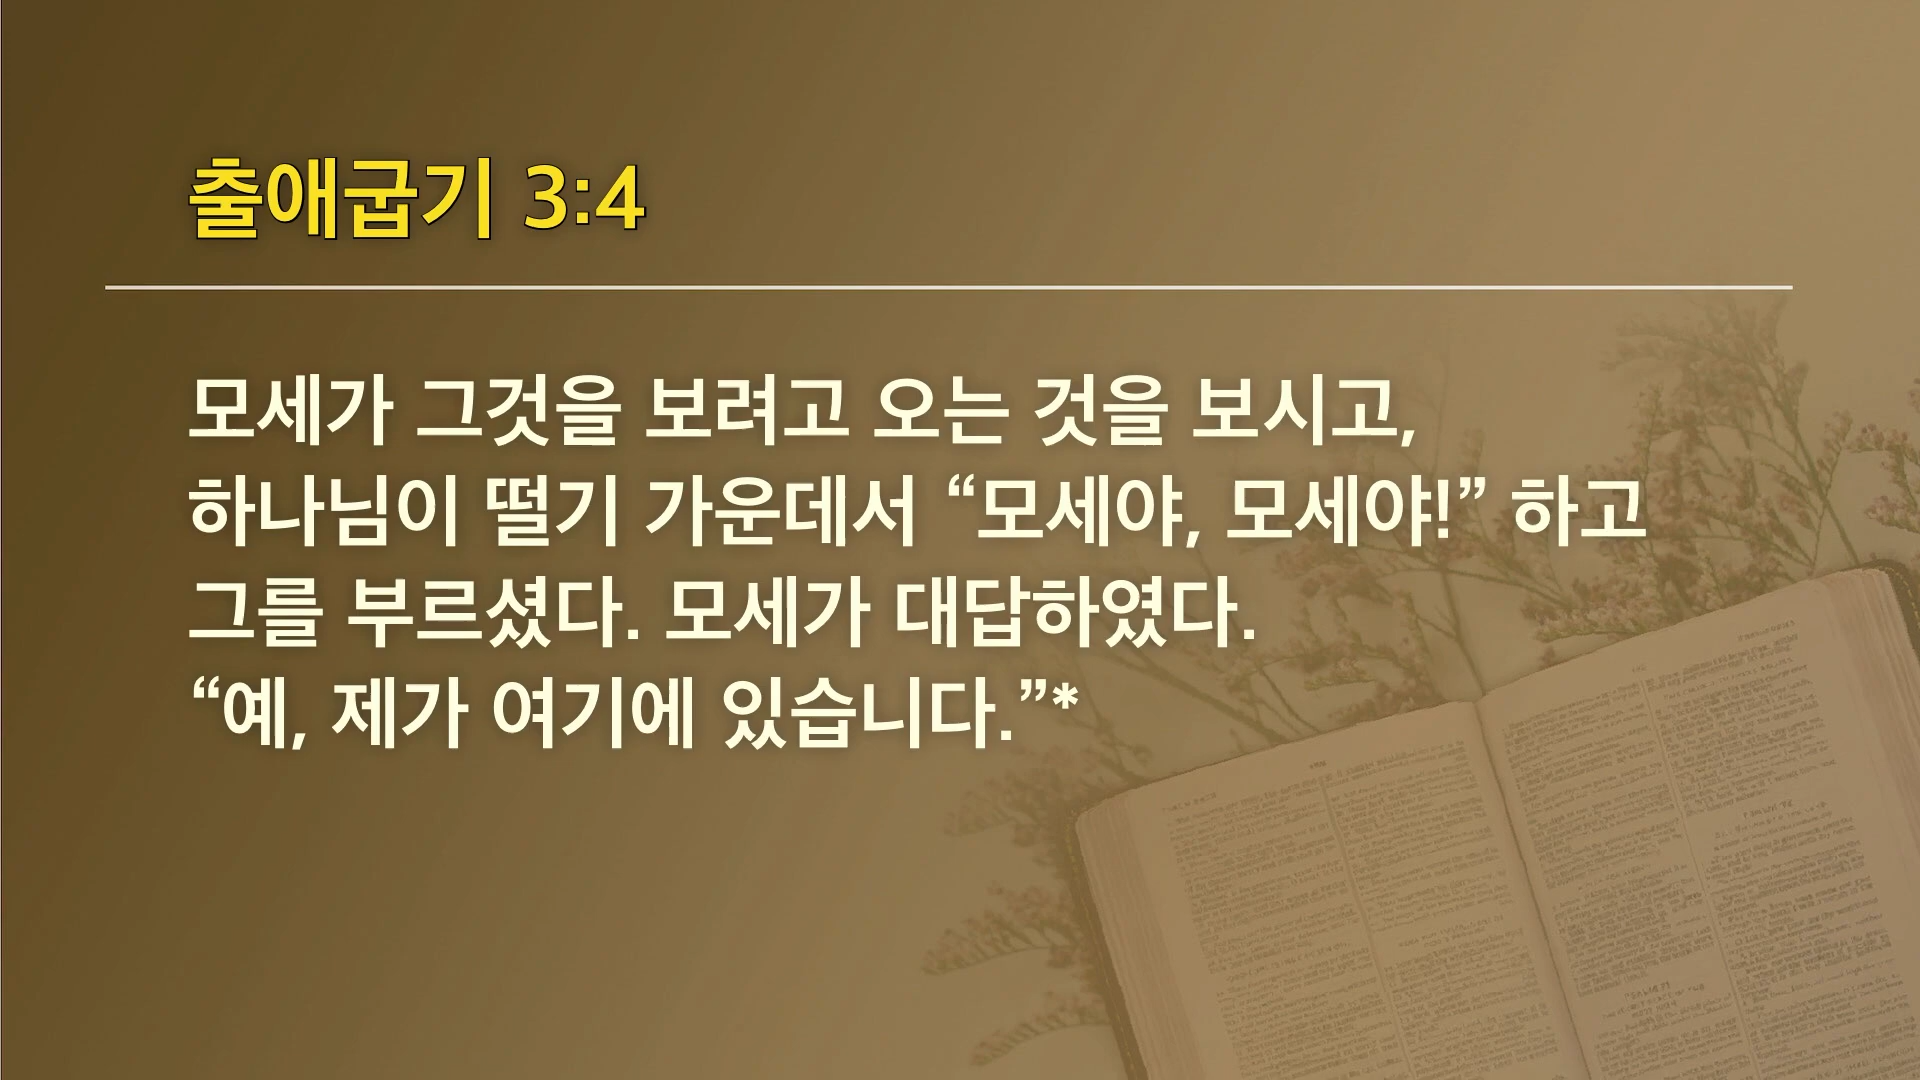 출애굽기 3:4
모세가 그것을 보려고 오는 것을 보시고,
하나님이 떨기 가운데서 “모세야, 모세야!” 하고
그를 부르셨다. 모세가 대답하였다.
“예, 제가 여기에 있습니다.”*